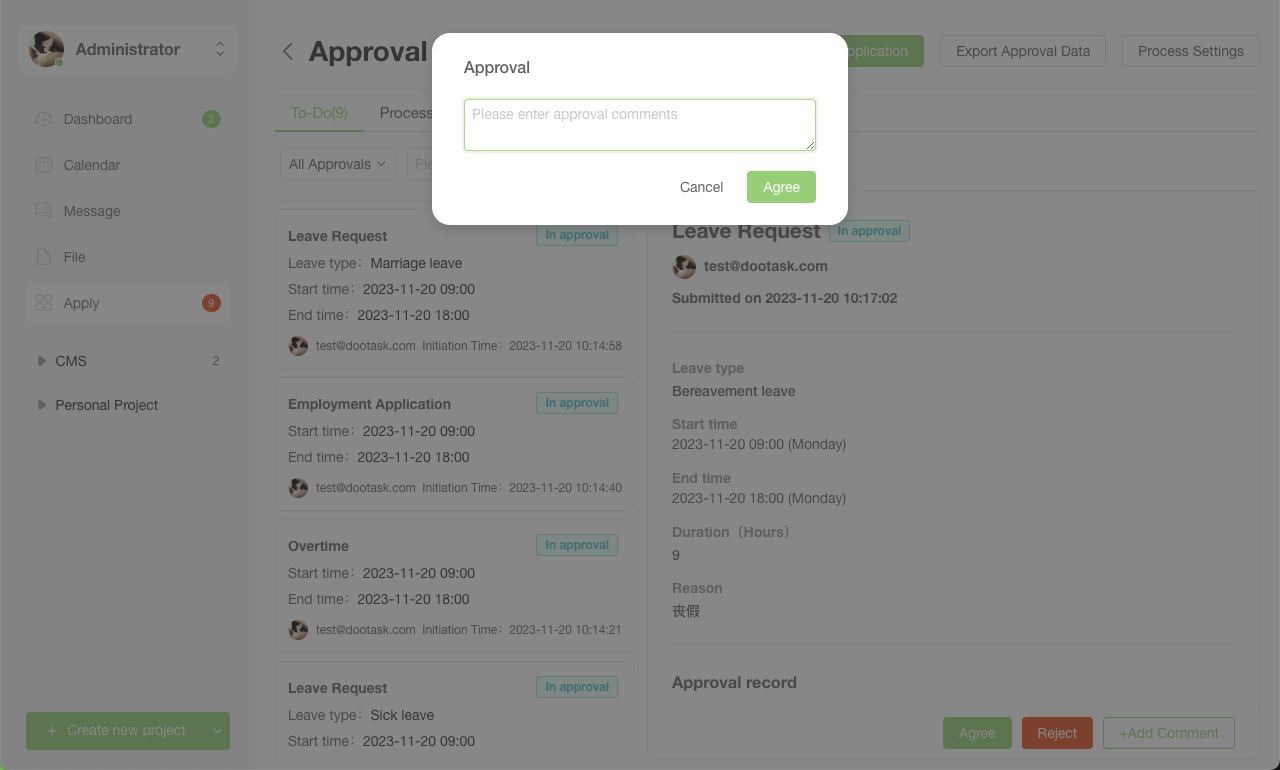 Administrator
Dashboard
2
Calendar
Message
File
Apply
9
CMS
2
Personal Project
+ Create new project
Approval
Export Approval Data
Process Settings
To-Do(9)
All Approvals
Approval
Please enter approval comments
Cancel
Agree
Leave Request
In approval
Leave type：Marriage leave
Start time：2023-11-20 09:00
End time：2023-11-20 18:00
test@dootask.com Initiation Time：2023-11-20 10:14:58
Employment Application
In approval
Start time：2023-11-20 09:00
End time：2023-11-20 18:00
test@dootask.com Initiation Time：2023-11-20 10:14:40
Overtime
In approval
Start time：2023-11-20 09:00
End time：2023-11-20 18:00
test@dootask.com Initiation Time：2023-11-20 10:14:21
Leave Request
In approval
Leave type：Sick leave
Start time：2023-11-20 09:00
Leave Request
In approval
test@dootask.com
Submitted on 2023-11-20 10:17:02
Leave type
Bereavement leave
Start time
2023-11-20 09:00 (Monday)
End time
2023-11-20 18:00 (Monday)
Duration（Hours）
9
Reason
丧假
Approval record
Agree
Reject
+Add Comment